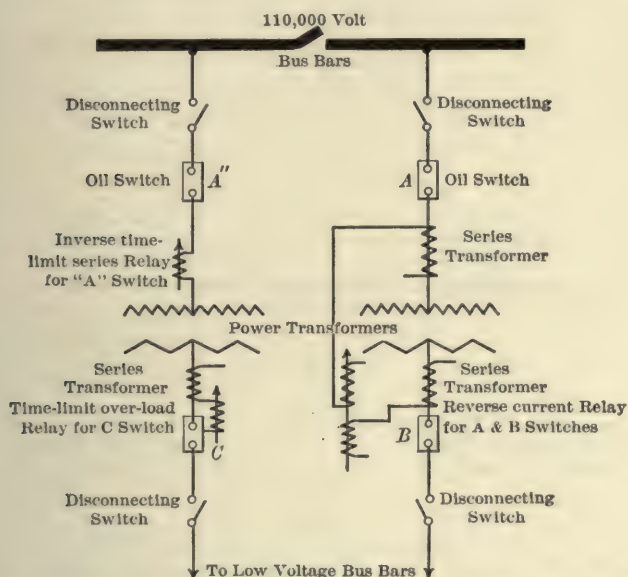 110,000 Volt
Bus Bars
Disconnecting
Switch
Disconnecting
Switch
Oil Switch
A"
A
Oil Switch
Inverse time-
limit series Relay
for "A" Switch
Series
Transformer
Power Transformers
Series
Transformer
Time-limit over-load
Relay for C Switch
C
Series
Transformer
Reverse current Relay
for A & B Switches
B
Disconnecting
Switch
Disconnecting
Switch
To Low Voltage Bus Bars